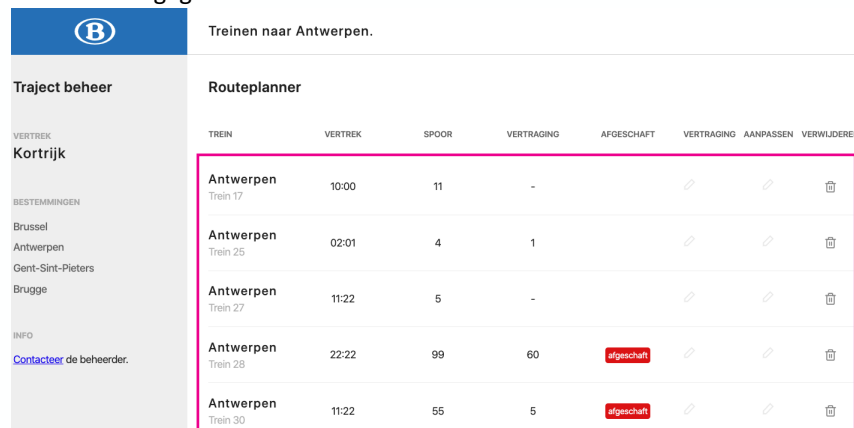 B
Treinen naar Antwerpen.
Traject beheer
VERTREK
Kortrijk
BESTEMMINGEN
Brussel
Antwerpen
Gent-Sint-Pieters
Brugge
INFO
Contacteer de beheerder.
Routeplanner
TREIN VERTREK SPOOR VERTRAGING AFGESCHAFT VERTRAGING AANPASSEN
Antwerpen 10:00 11 -
Trein 17
Antwerpen 02:01 4 1
Trein 25
Antwerpen 11:22 5 -
Trein 27
Antwerpen 22:22 99 60 afgeschaft
Trein 28
Antwerpen 11:22 55 5 afgeschaft
Trein 30